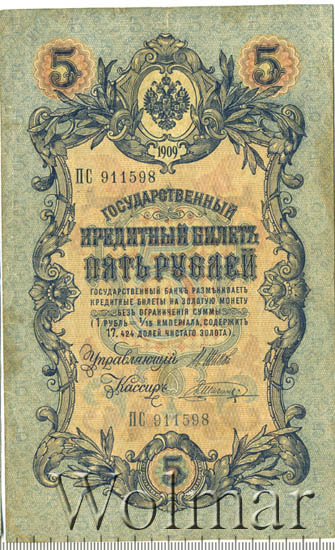 5 5
1909
ПС 911598
ГОСУДАРСТВЕННЫЙ
КРЕДИТНЫЙ БИЛЕТЪ
ПЯТЬ РУБЛЕЙ
ГОСУДАРСТВЕННЫЙ БАНКЪ РАЗМѢНИВАЕТЪ
КРЕДИТНЫЕ БИЛЕТЫ НА ЗОЛОТУЮ МОНЕТУ
БЕЗЪ ОГРАНИЧЕНІЯ СУММЫ
(1 РУБЛЬ = 1/15 ИМПЕРІАЛА, СОДЕРЖИТЪ
17,424 ДОЛЕЙ ЧИСТАГО ЗОЛОТА).
Управляющій
Кассиръ
ПС 911598
5
Wolmar